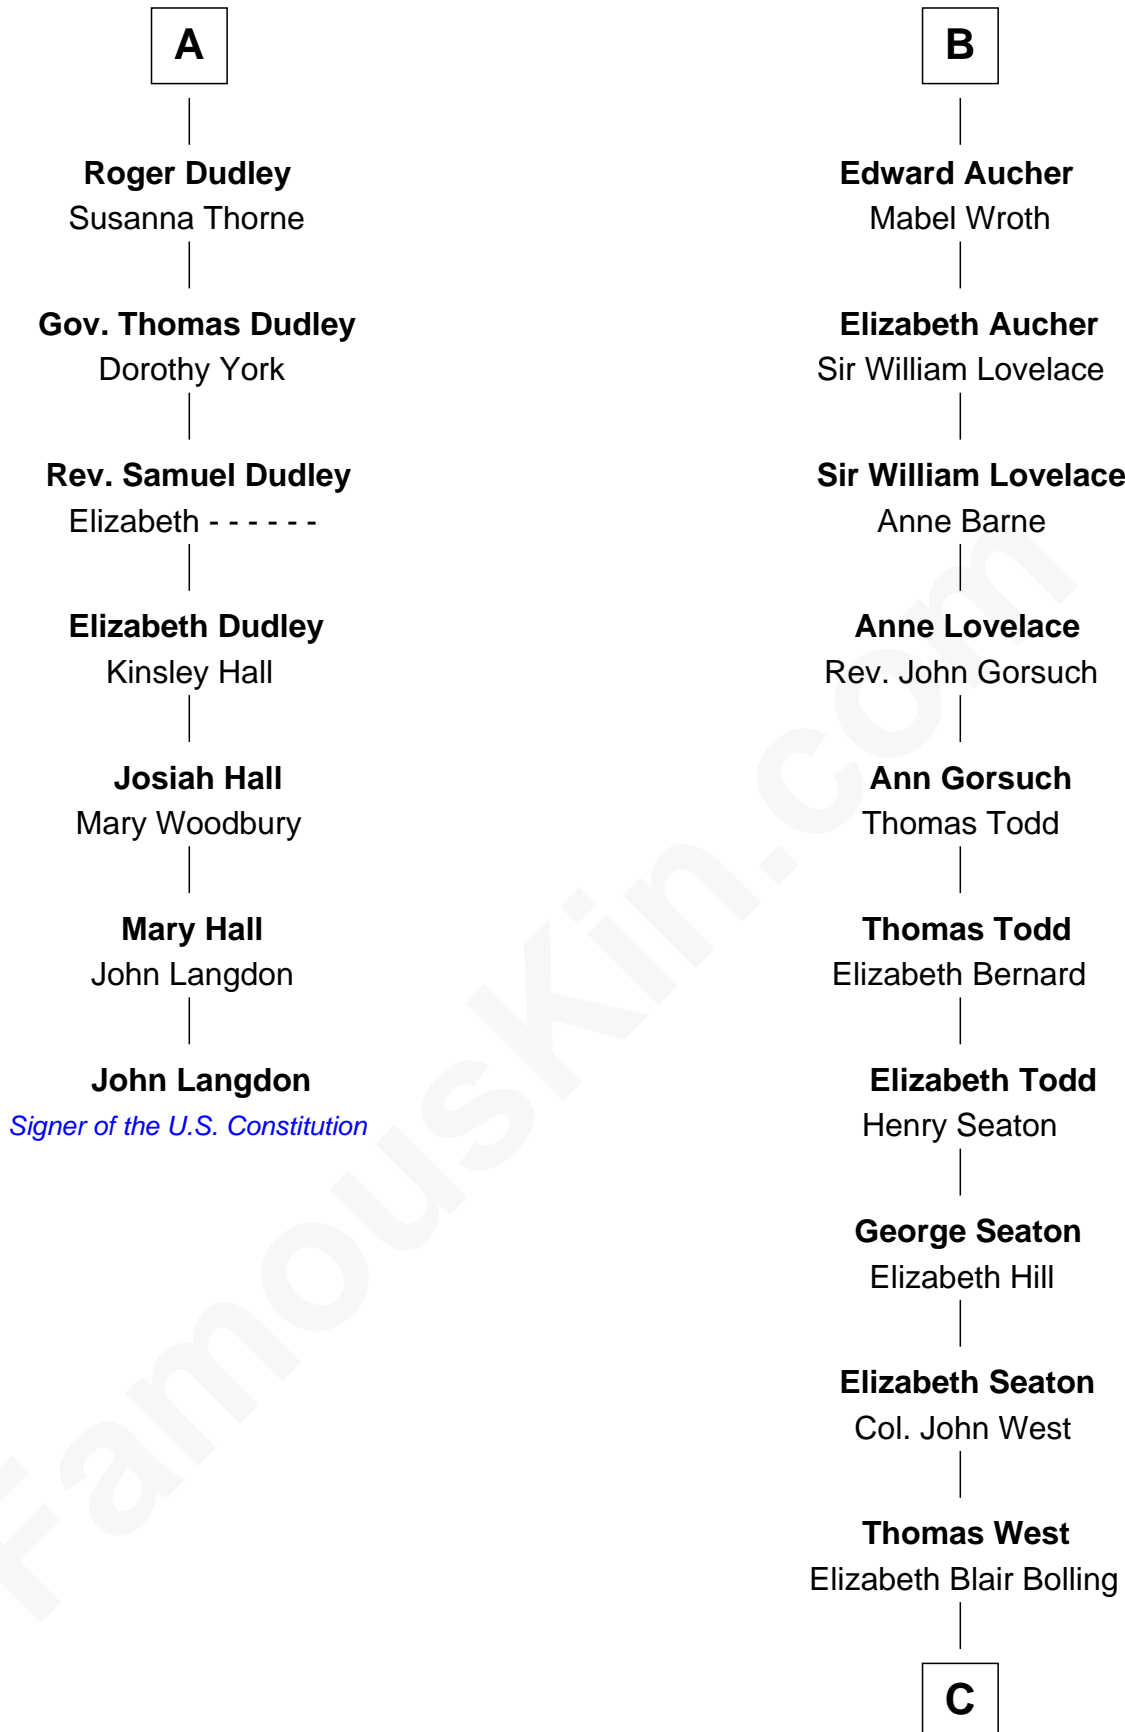 A
Roger Dudley
Susanna Thorne
Gov. Thomas Dudley
Dorothy York
Rev. Samuel Dudley
Elizabeth - - - - - -
Elizabeth Dudley
Kinsley Hall
Josiah Hall
Mary Woodbury
Mary Hall
John Langdon
John Langdon
Signer of the U.S. Constitution
B
Edward Aucher
Mabel Wroth
Elizabeth Aucher
Sir William Lovelace
Sir William Lovelace
Anne Barne
Anne Lovelace
Rev. John Gorsuch
Ann Gorsuch
Thomas Todd
Thomas Todd
Elizabeth Bernard
Elizabeth Todd
Henry Seaton
George Seaton
Elizabeth Hill
Elizabeth Seaton
Col. John West
Thomas West
Elizabeth Blair Bolling
C
FamousKin.com